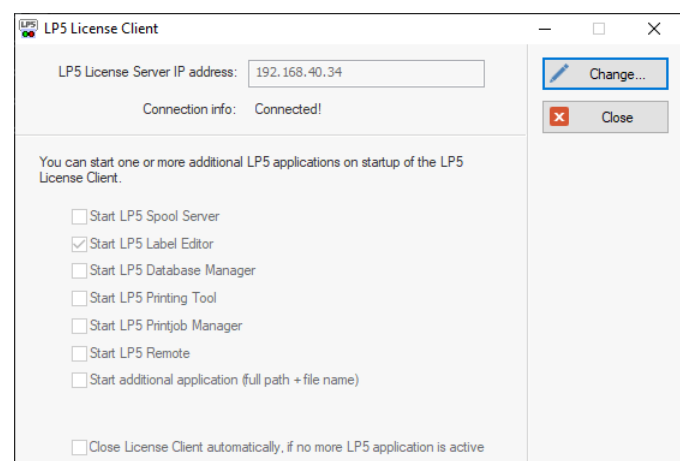 LP5 License Client
LP5 License Server IP address: 192.168.40.34
Change...
Connection info: Connected!
Close
You can start one or more additional LP5 applications on startup of the LP5
License Client.
Start LP5 Spool Server
Start LP5 Label Editor
Start LP5 Database Manager
Start LP5 Printing Tool
Start LP5 Printjob Manager
Start LP5 Remote
Start additional application (full path + file name)
Close License Client automatically, if no more LP5 application is active